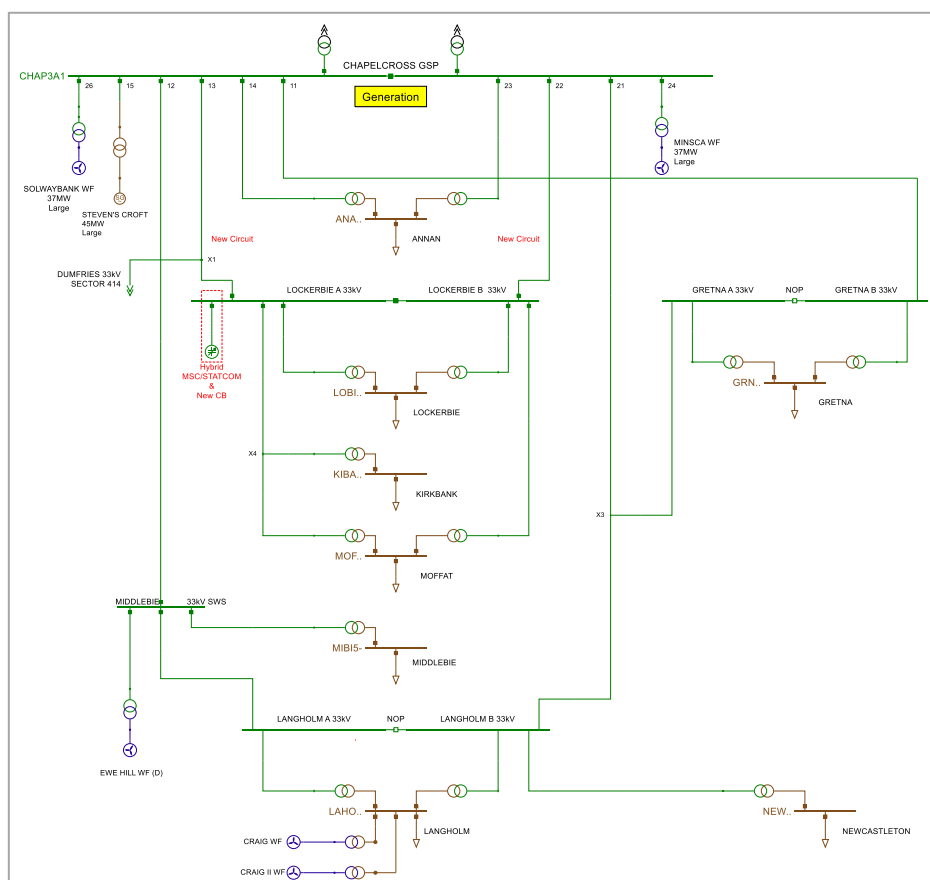 CHAPELCROSS GSP
CHAP3A1
Generation
26
15
12
13
14
11
23
22
21
24
SOLWAYBANK WF
37MW
Large
STEVEN'S CROFT
45MW
Large
SG
MINSCA WF
37MW
Large
ANA..
ANNAN
New Circuit
New Circuit
X1
DUMFRIES 33kV
SECTOR 414
LOCKERBIE A 33kV
LOCKERBIE B 33kV
GRETNA A 33kV
NOP
GRETNA B 33kV
Hybrid
MSC/STATCOM
&
New CB
LOBI..
LOCKERBIE
GRN..
GRETNA
X4
KIBA..
KIRKBANK
X3
MOF..
MOFFAT
MIDDLEBIE
33kV SWS
MIBI5-
MIDDLEBIE
LANGHOLM A 33kV
NOP
LANGHOLM B 33kV
EWE HILL WF (D)
LAHO..
LANGHOLM
NEW..
NEWCASTLETON
CRAIG WF
CRAIG II WF